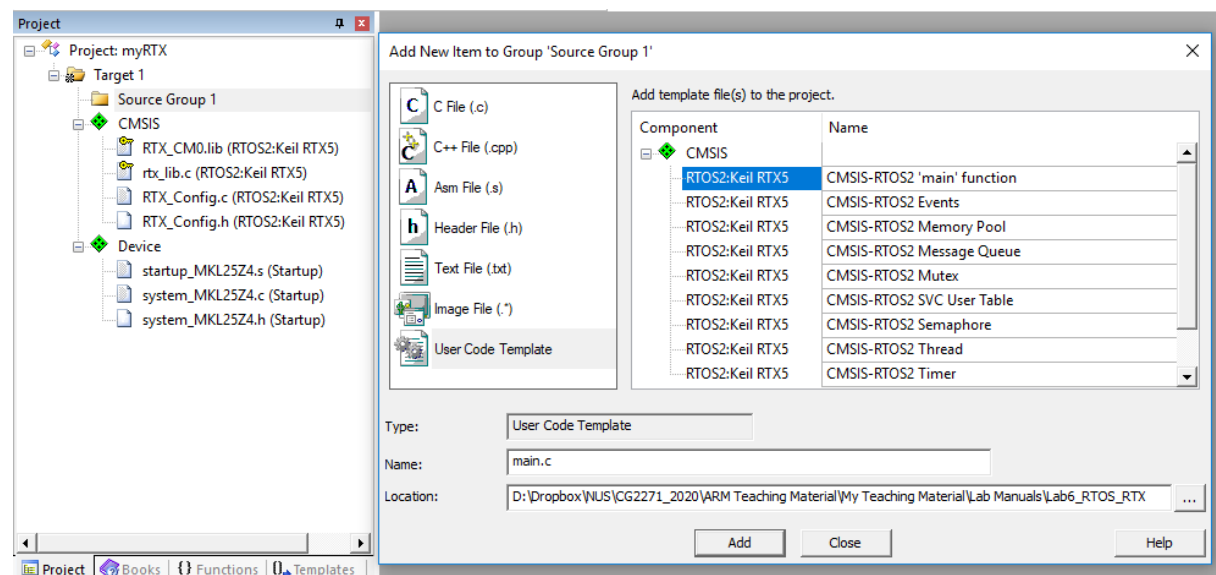 Project
Project: myRTX
Target 1
Source Group 1
CMSIS
RTX_CM0.lib (RTOS2:Keil RTX5)
rtx_lib.c (RTOS2:Keil RTX5)
RTX_Config.c (RTOS2:Keil RTX5)
RTX_Config.h (RTOS2:Keil RTX5)
Device
startup_MKL25Z4.s (Startup)
system_MKL25Z4.c (Startup)
system_MKL25Z4.h (Startup)
Project Books {} Functions 0 Templates
Add New Item to Group 'Source Group 1'
C C File (.c)
C++ C++ File (.cpp)
A Asm File (.s)
h Header File (.h)
Text File (.txt)
Image File (.*)
User Code Template
Add template file(s) to the project.
Component Name
CMSIS
RTOS2:Keil RTX5 CMSIS-RTOS2 'main' function
RTOS2:Keil RTX5 CMSIS-RTOS2 Events
RTOS2:Keil RTX5 CMSIS-RTOS2 Memory Pool
RTOS2:Keil RTX5 CMSIS-RTOS2 Message Queue
RTOS2:Keil RTX5 CMSIS-RTOS2 Mutex
RTOS2:Keil RTX5 CMSIS-RTOS2 SVC User Table
RTOS2:Keil RTX5 CMSIS-RTOS2 Semaphore
RTOS2:Keil RTX5 CMSIS-RTOS2 Thread
RTOS2:Keil RTX5 CMSIS-RTOS2 Timer
Type: User Code Template
Name: main.c
Location: D:\Dropbox\NUS\CG2271_2020\ARM Teaching Material\My Teaching Material\Lab Manuals\Lab6_RTOS_RTX ...
Add Close Help